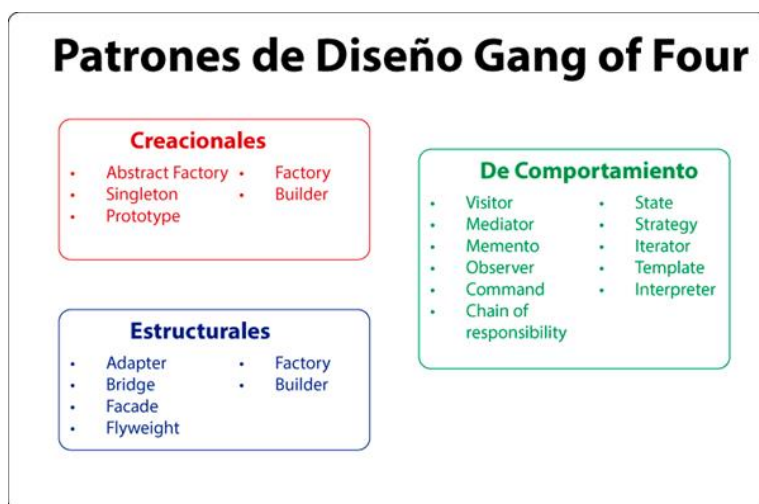 Patrones de Diseño Gang of Four
Creacionales
• Abstract Factory
• Singleton
• Prototype
• Factory
• Builder
De Comportamiento
• Visitor
• Mediator
• Memento
• Observer
• Command
• Chain of
responsibility
• State
• Strategy
• Iterator
• Template
• Interpreter
Estructurales
• Adapter
• Bridge
• Facade
• Flyweight
• Factory
• Builder